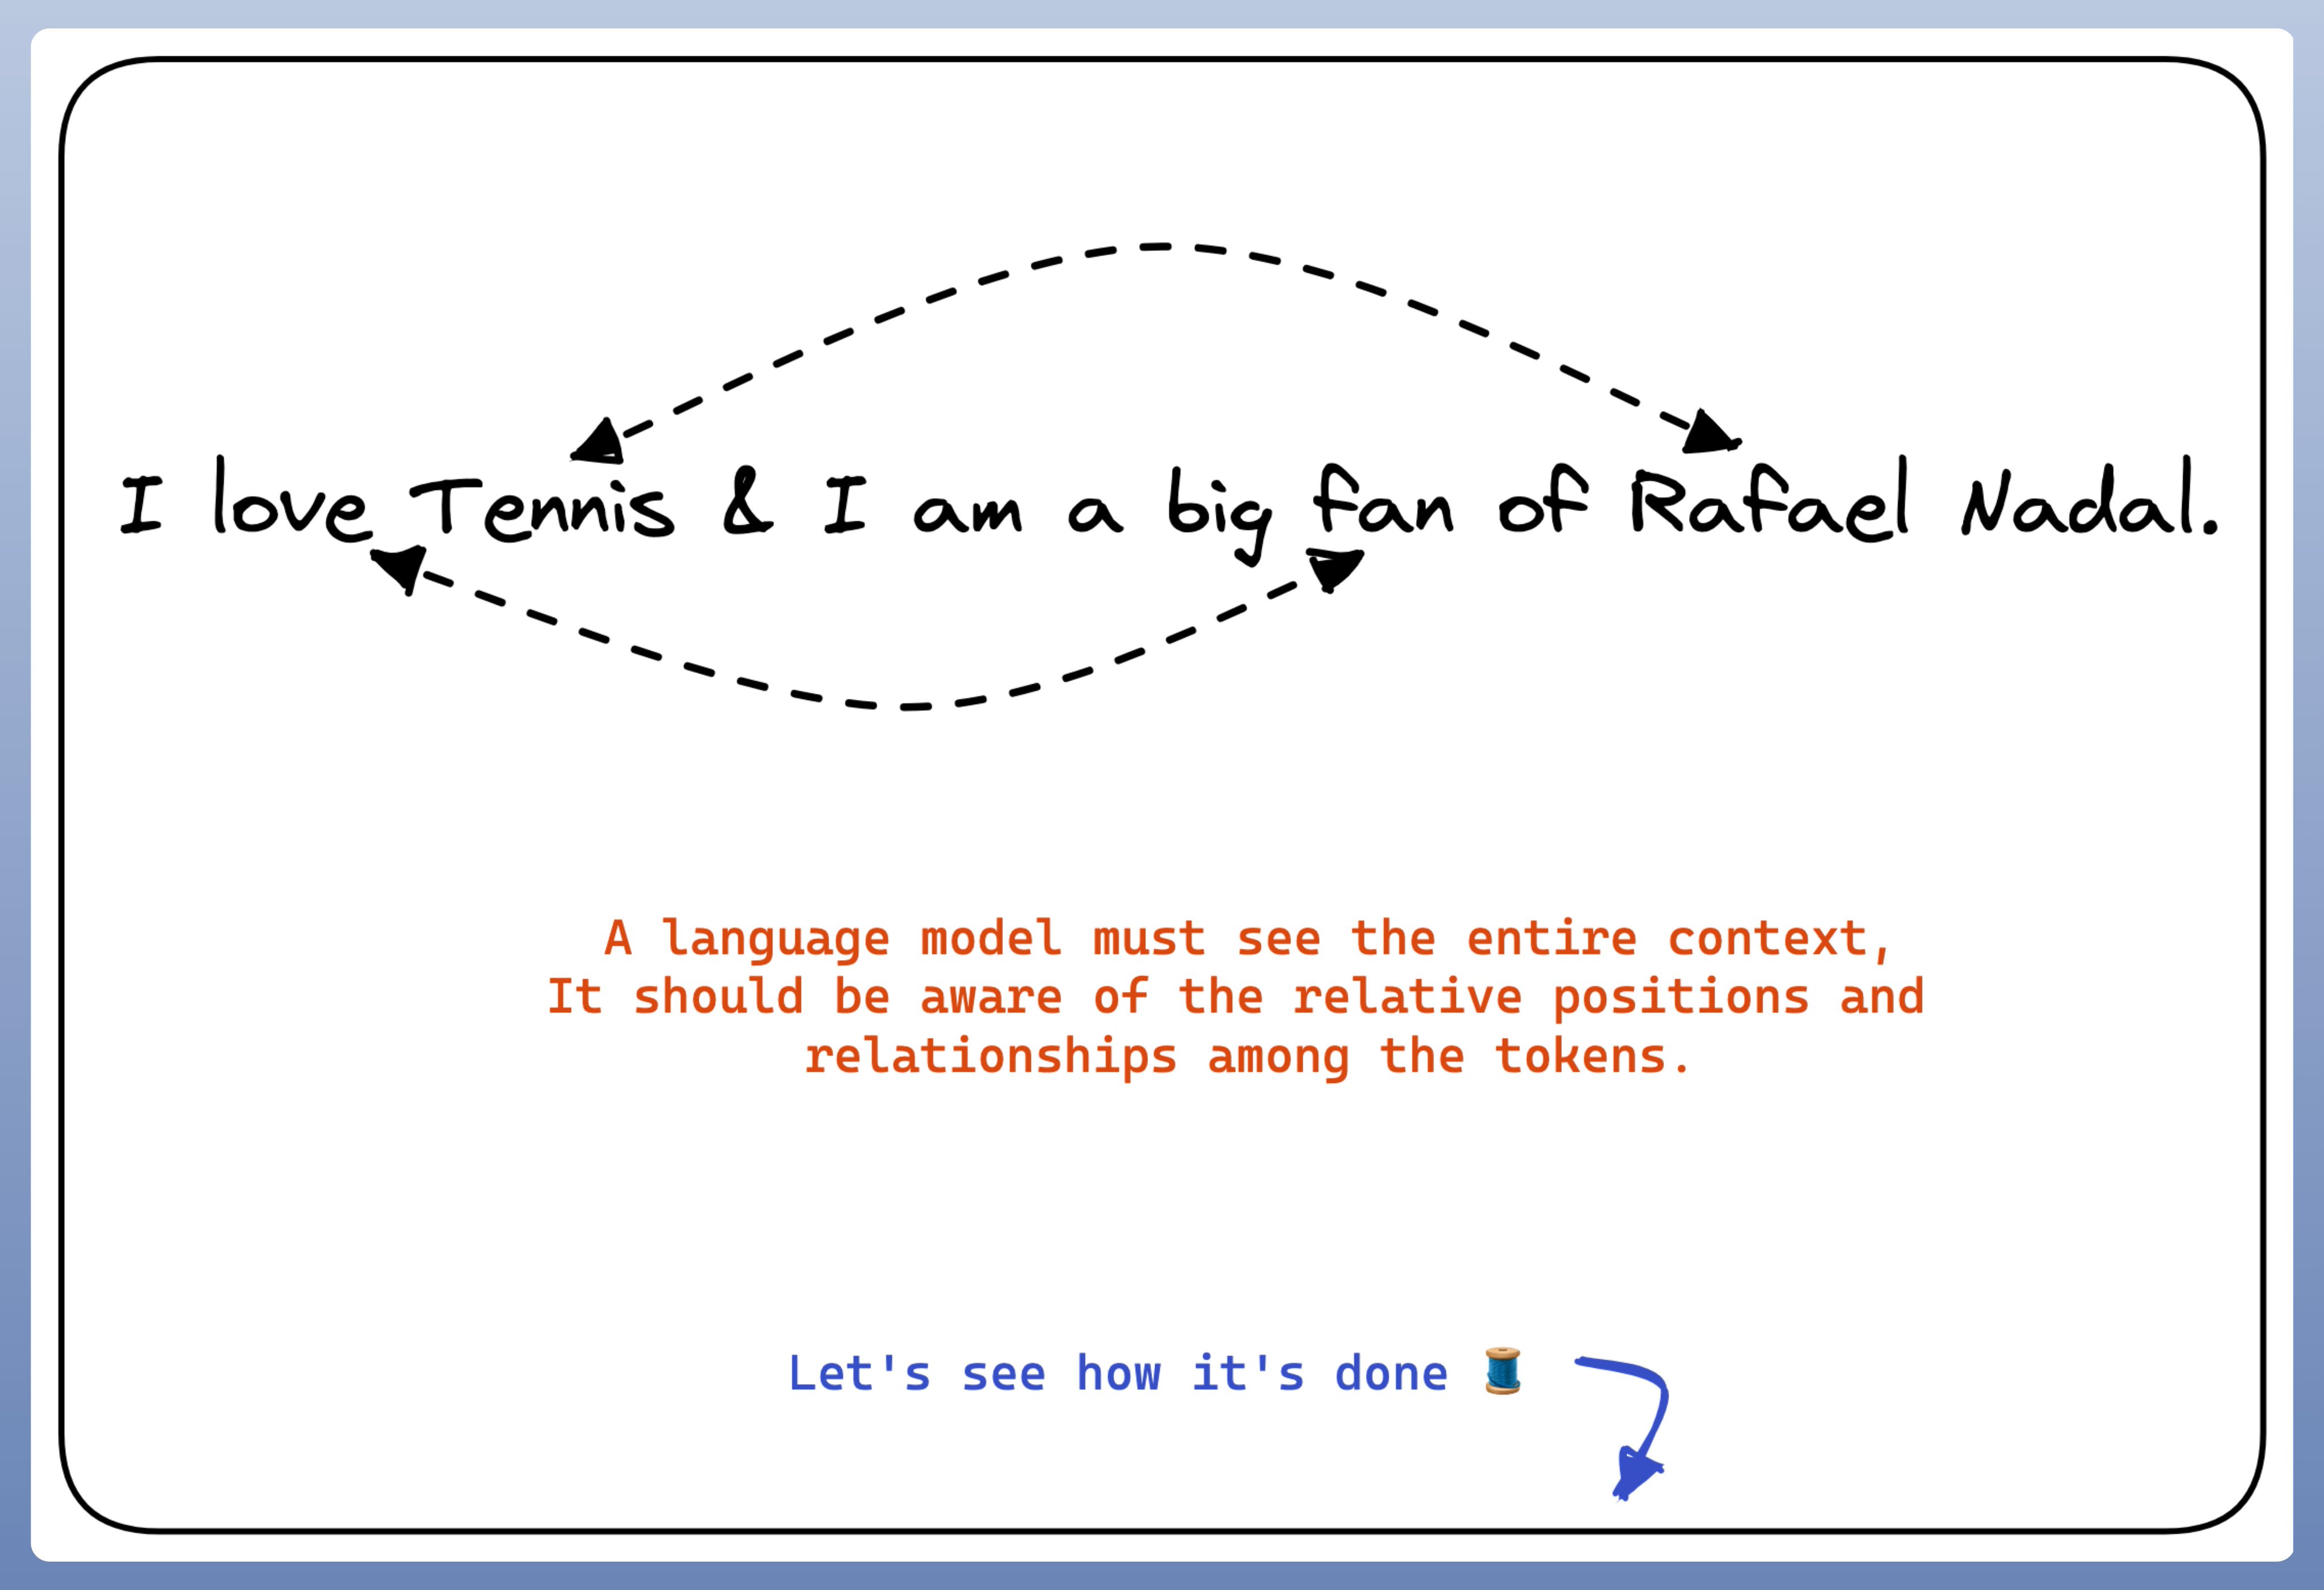 I love Tennis & I am a big fan of Rafael Nadal.
A language model must see the entire context,
It should be aware of the relative positions and
relationships among the tokens.
Let's see how it's done 🧵